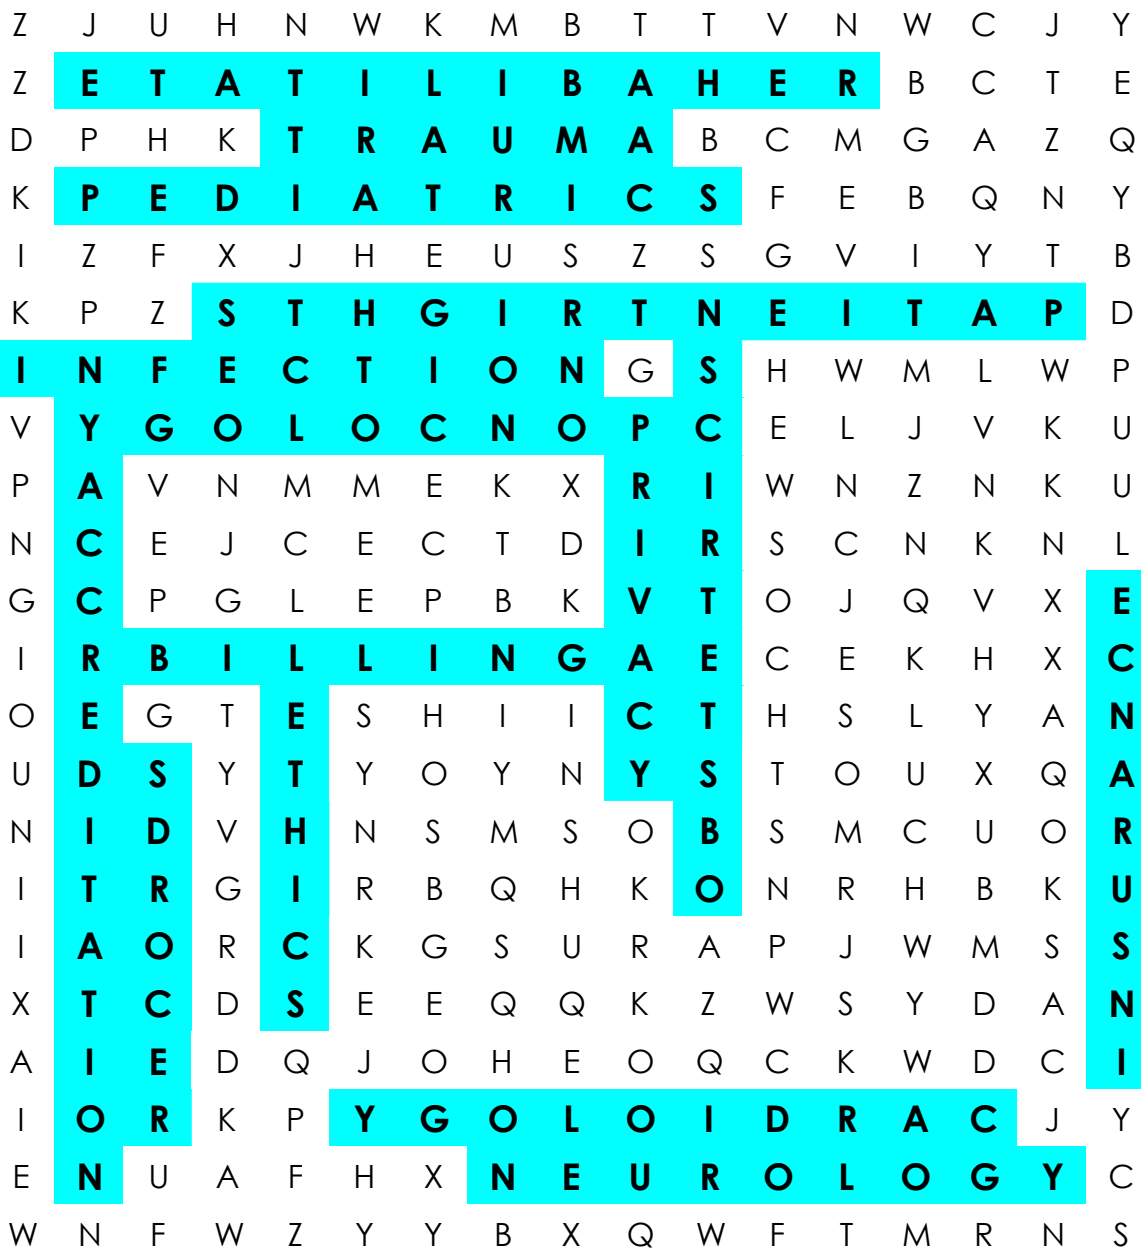 Z J U H N W K M B T T V N W C J Y
Z E T A T I L I B A H E R B C T E
D P H K T R A U M A B C M G A Z Q
K P E D I A T R I C S F E B Q N Y
I Z F X J H E U S Z S G V I Y T B
K P Z S T H G I R T N E I T A P D
I N F E C T I O N G S H W M L W P
V Y G O L O C N O P C E L J V K U
P A V N M M E K X R I W N Z N K U
N C E J C E C T D I R S C N K N L
G C P G L E P B K V T O J Q V X E
I R B I L L I N G A E C E K H X C
O E G T E S H I I C T H S L Y A N
U D S Y T Y O Y N Y S T O U X Q A
N I D V H N S M S O B S M C U O R
I T R G I R B Q H K O N R H B K U
I A O R C K G S U R A P J W M S S
X T C D S E E Q Q K Z W S Y D A N
A I E D Q J O H E O Q C K W D C I
I O R K P Y G O L O I D R A C J Y
E N U A F H X N E U R O L O G Y C
W N F W Z Y Y B X Q W F T M R N S